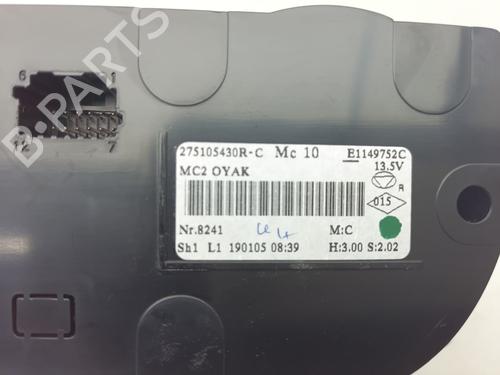 B-PARTS
6
1
12
7
275105430R-C Mc 10 E1149752C
MC2 OYAK 13.5V
R
015
Nr.8241 M:C
Sh1 L1 190105 08:39 H:3.00 S:2.02